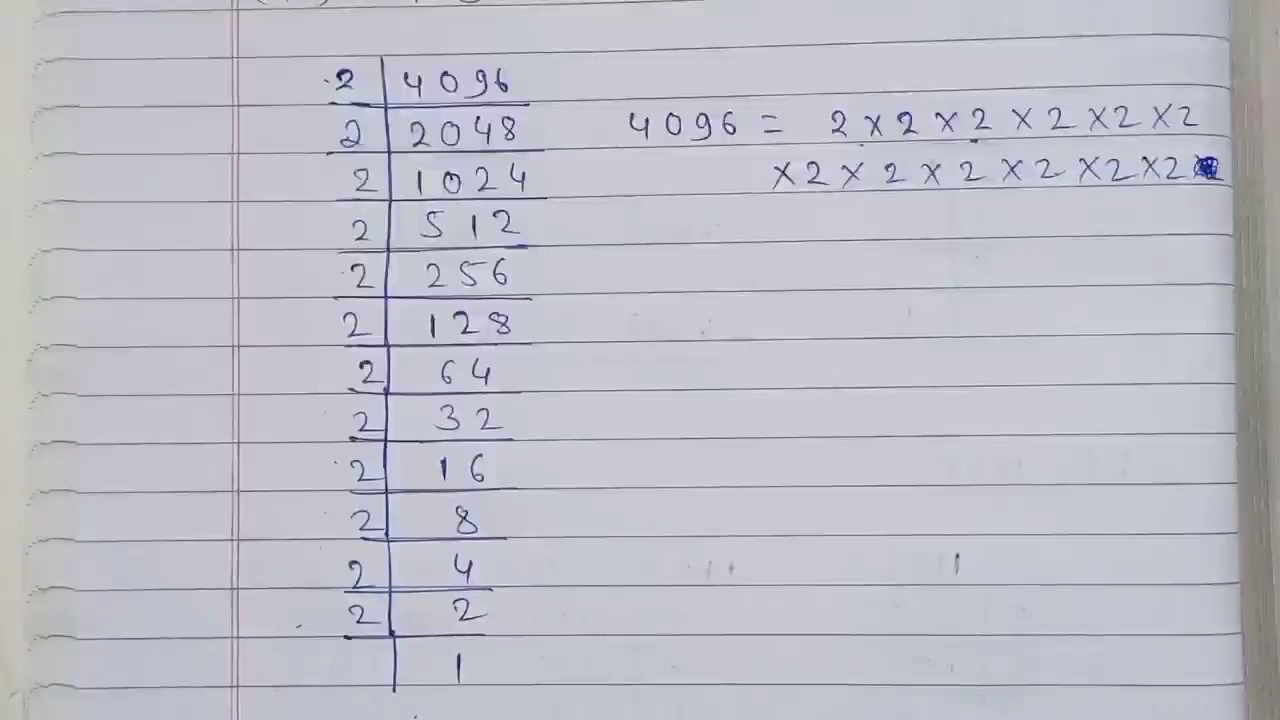 2 | 4096
2 | 2048
2 | 1024
2 | 512
2 | 256
2 | 128
2 | 64
2 | 32
2 | 16
2 | 8
2 | 4
2 | 2
| 1
4096 = 2 × 2 × 2 × 2 × 2 × 2
× 2 × 2 × 2 × 2 × 2 × 2